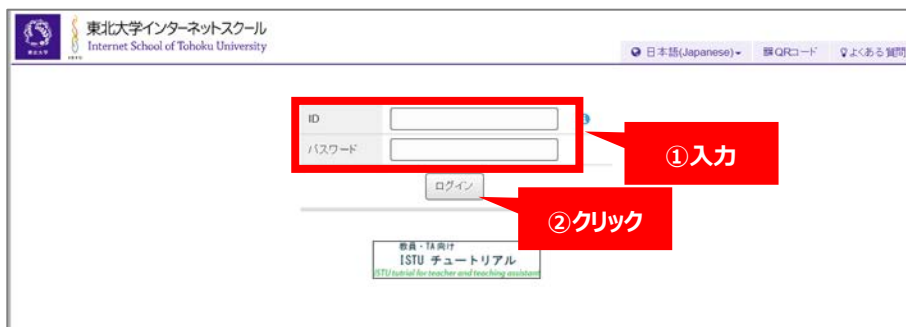 東北大学インターネットスクール
Internet School of Tohoku University
日本語(Japanese)
QRコード
よくある質問
ID
パスワード
①入力
ログイン
②クリック
教員・TA向け
ISTU チュートリアル
ISTU tutrial for teacher and teaching assistant